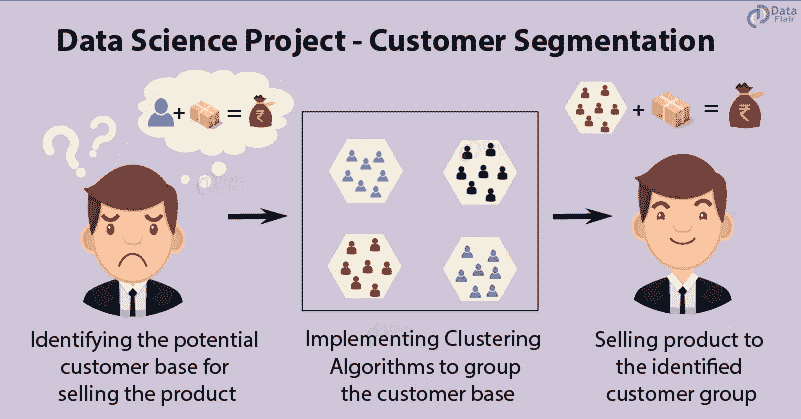 Data
Flair
Data Science Project - Customer Segmentation
? ?
+ = ₹
+ = ₹
Identifying the potential
customer base for
selling the product
Implementing Clustering
Algorithms to group
the customer base
Selling product to
the identified
customer group